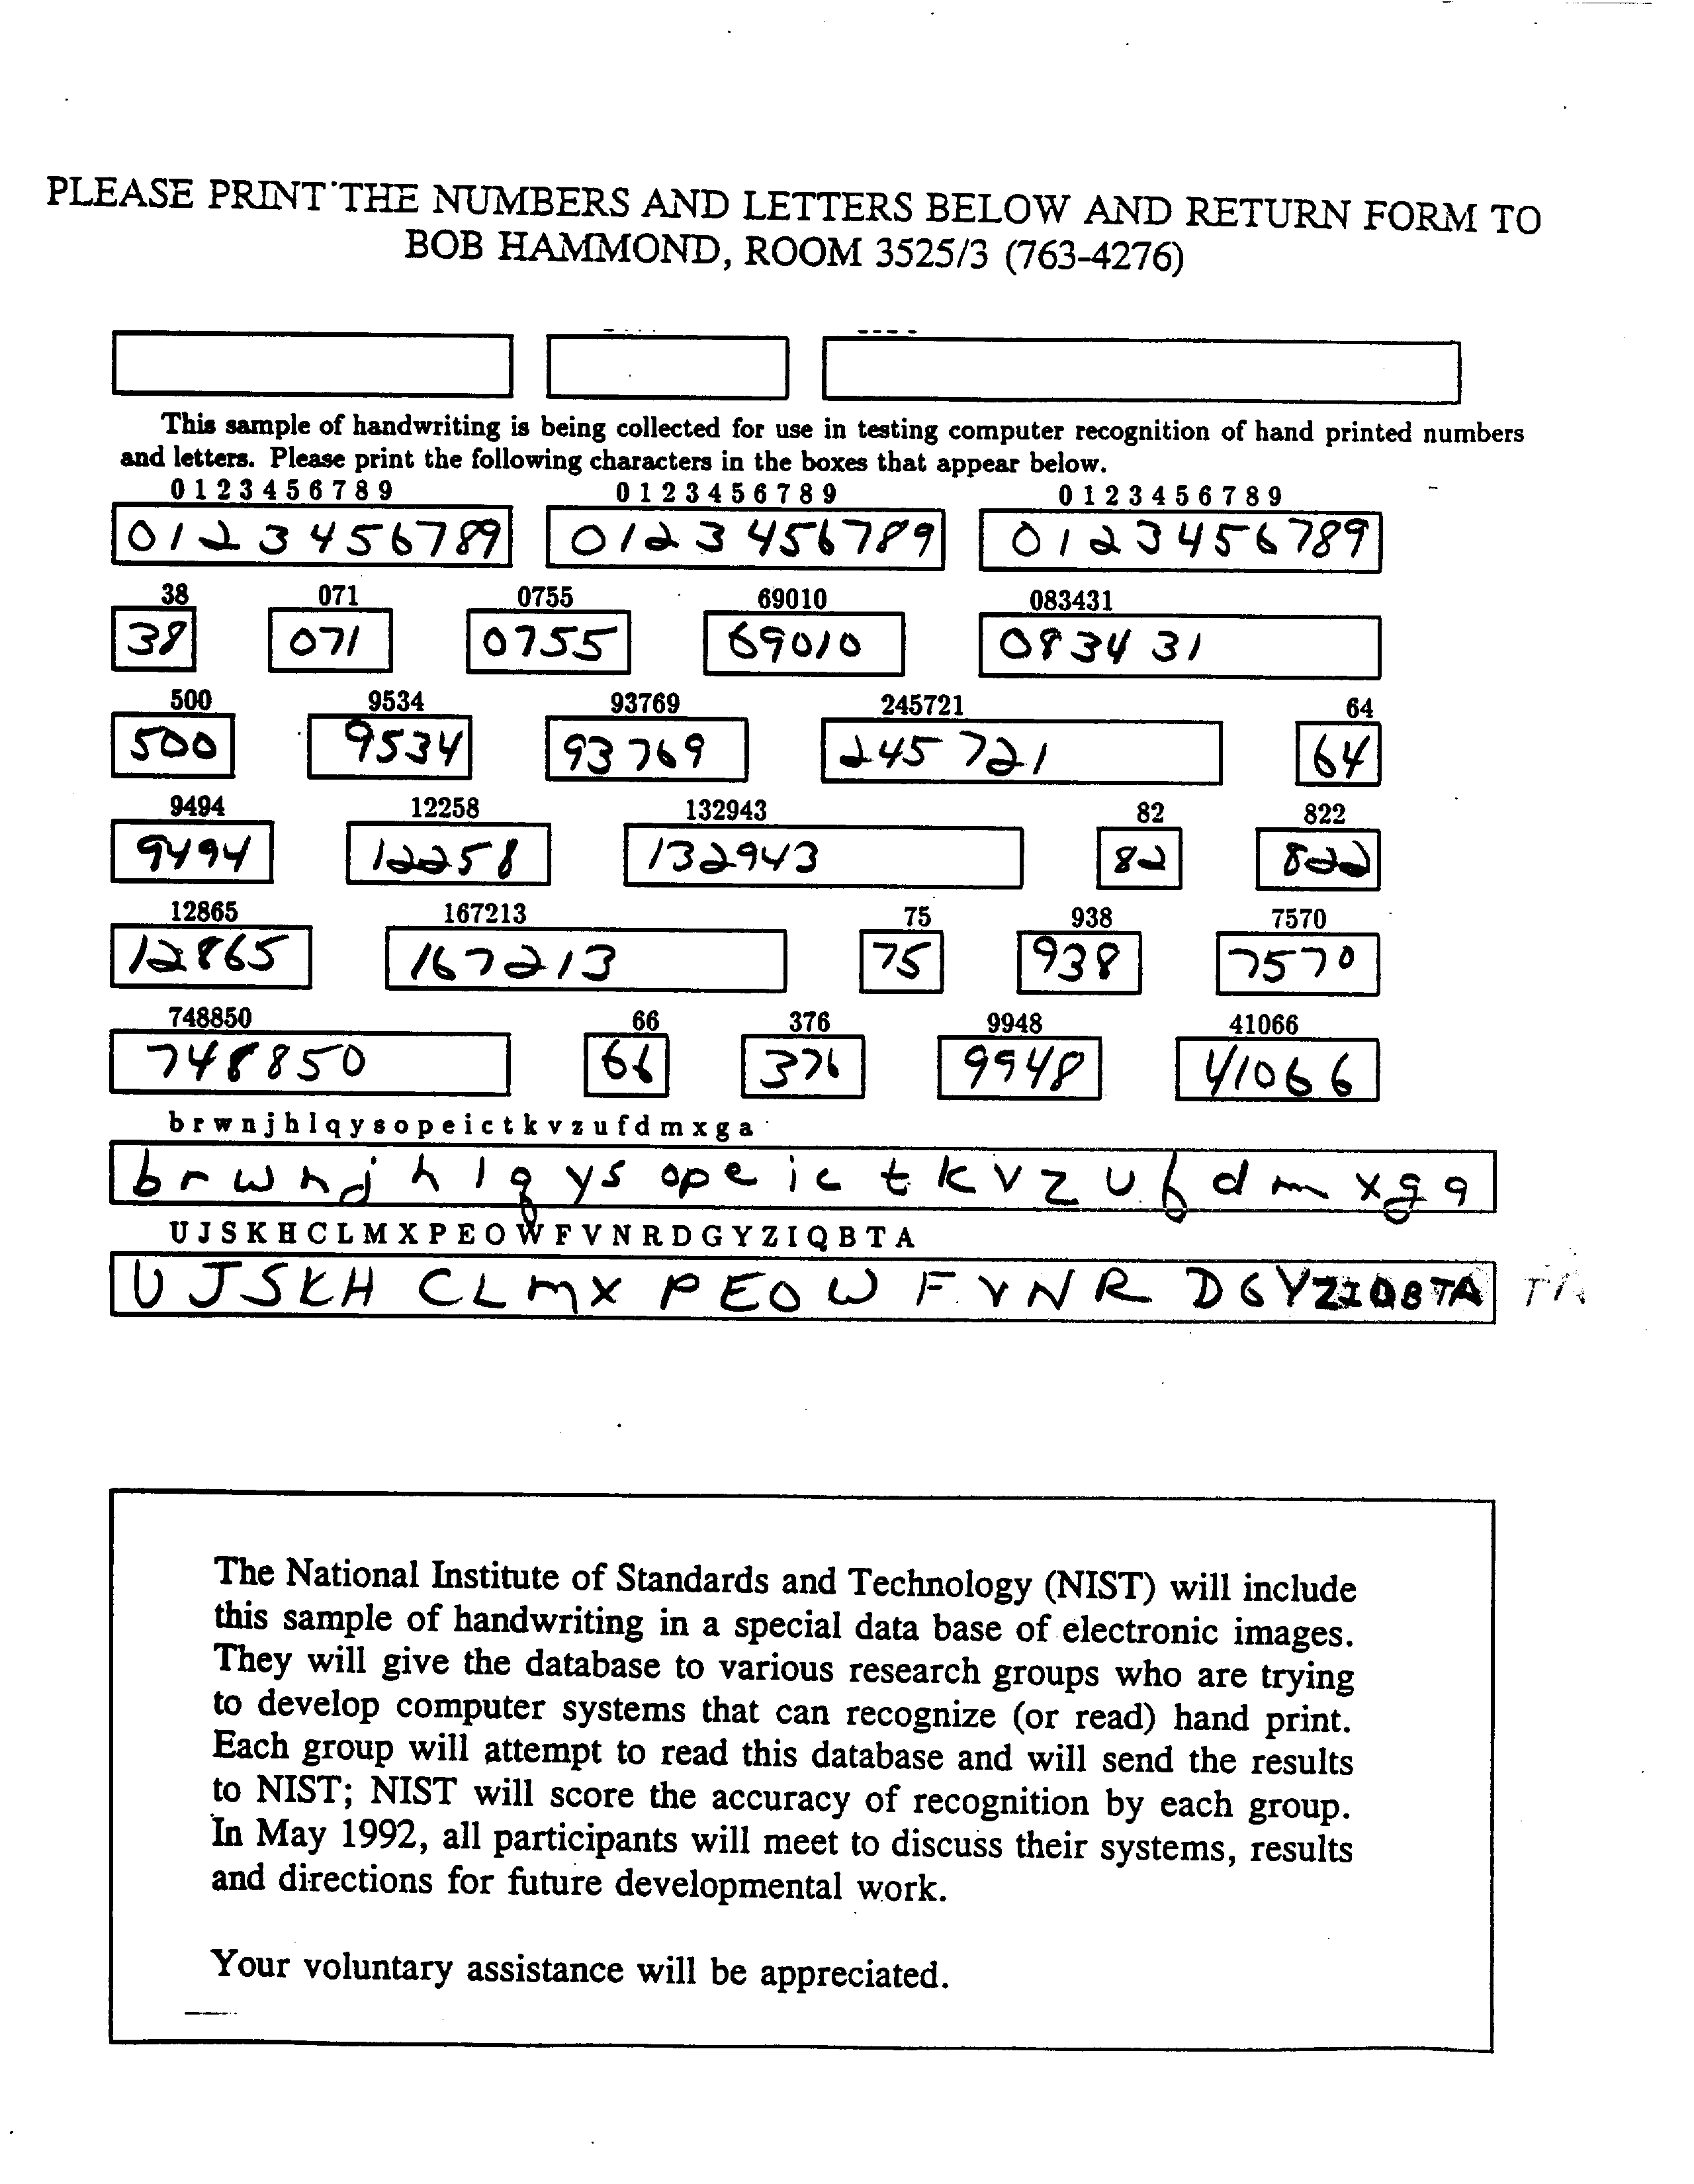 PLEASE PRINT THE NUMBERS AND LETTERS BELOW AND RETURN FORM TO
BOB HAMMOND, ROOM 3525/3 (763-4276)
This sample of handwriting is being collected for use in testing computer recognition of hand printed numbers
and letters. Please print the following characters in the boxes that appear below.
0 1 2 3 4 5 6 7 8 9 0 1 2 3 4 5 6 7 8 9 0 1 2 3 4 5 6 7 8 9
0123456789 0123456789 0123456789
38 071 0755 69010 083431
38 071 0755 69010 083431
500 9534 93769 245721 64
500 9534 93769 245721 64
9494 12258 132943 82 822
9494 12258 132943 82 822
12865 167213 75 938 7570
12865 167213 75 938 7570
748850 66 376 9948 41066
748850 66 376 9948 41066
b r w n j h l q y s o p e i c t k v z u f d m x g a
b r w n j h l q y s o p e i c t k v z u f d m x g a
U J S K H C L M X P E O W F V N R D G Y Z I Q B T A
U J S K H C L M X P E O W F V N R D G Y Z I Q B T A
The National Institute of Standards and Technology (NIST) will include
this sample of handwriting in a special data base of electronic images.
They will give the database to various research groups who are trying
to develop computer systems that can recognize (or read) hand print.
Each group will attempt to read this database and will send the results
to NIST; NIST will score the accuracy of recognition by each group.
In May 1992, all participants will meet to discuss their systems, results
and directions for future developmental work.
Your voluntary assistance will be appreciated.